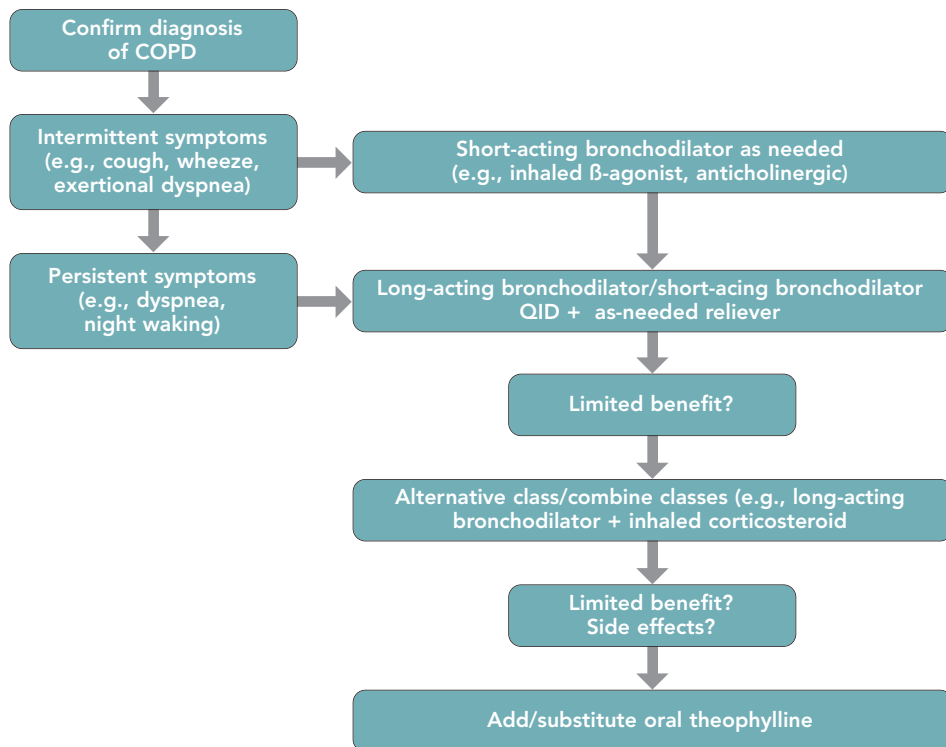 Confirm diagnosis
of COPD
Intermittent symptoms
(e.g., cough, wheeze,
exertional dyspnea)
Short-acting bronchodilator as needed
(e.g., inhaled ß-agonist, anticholinergic)
Persistent symptoms
(e.g., dyspnea,
night waking)
Long-acting bronchodilator/short-acing bronchodilator
QID + as-needed reliever
Limited benefit?
Alternative class/combine classes (e.g., long-acting
bronchodilator + inhaled corticosteroid
Limited benefit?
Side effects?
Add/substitute oral theophylline